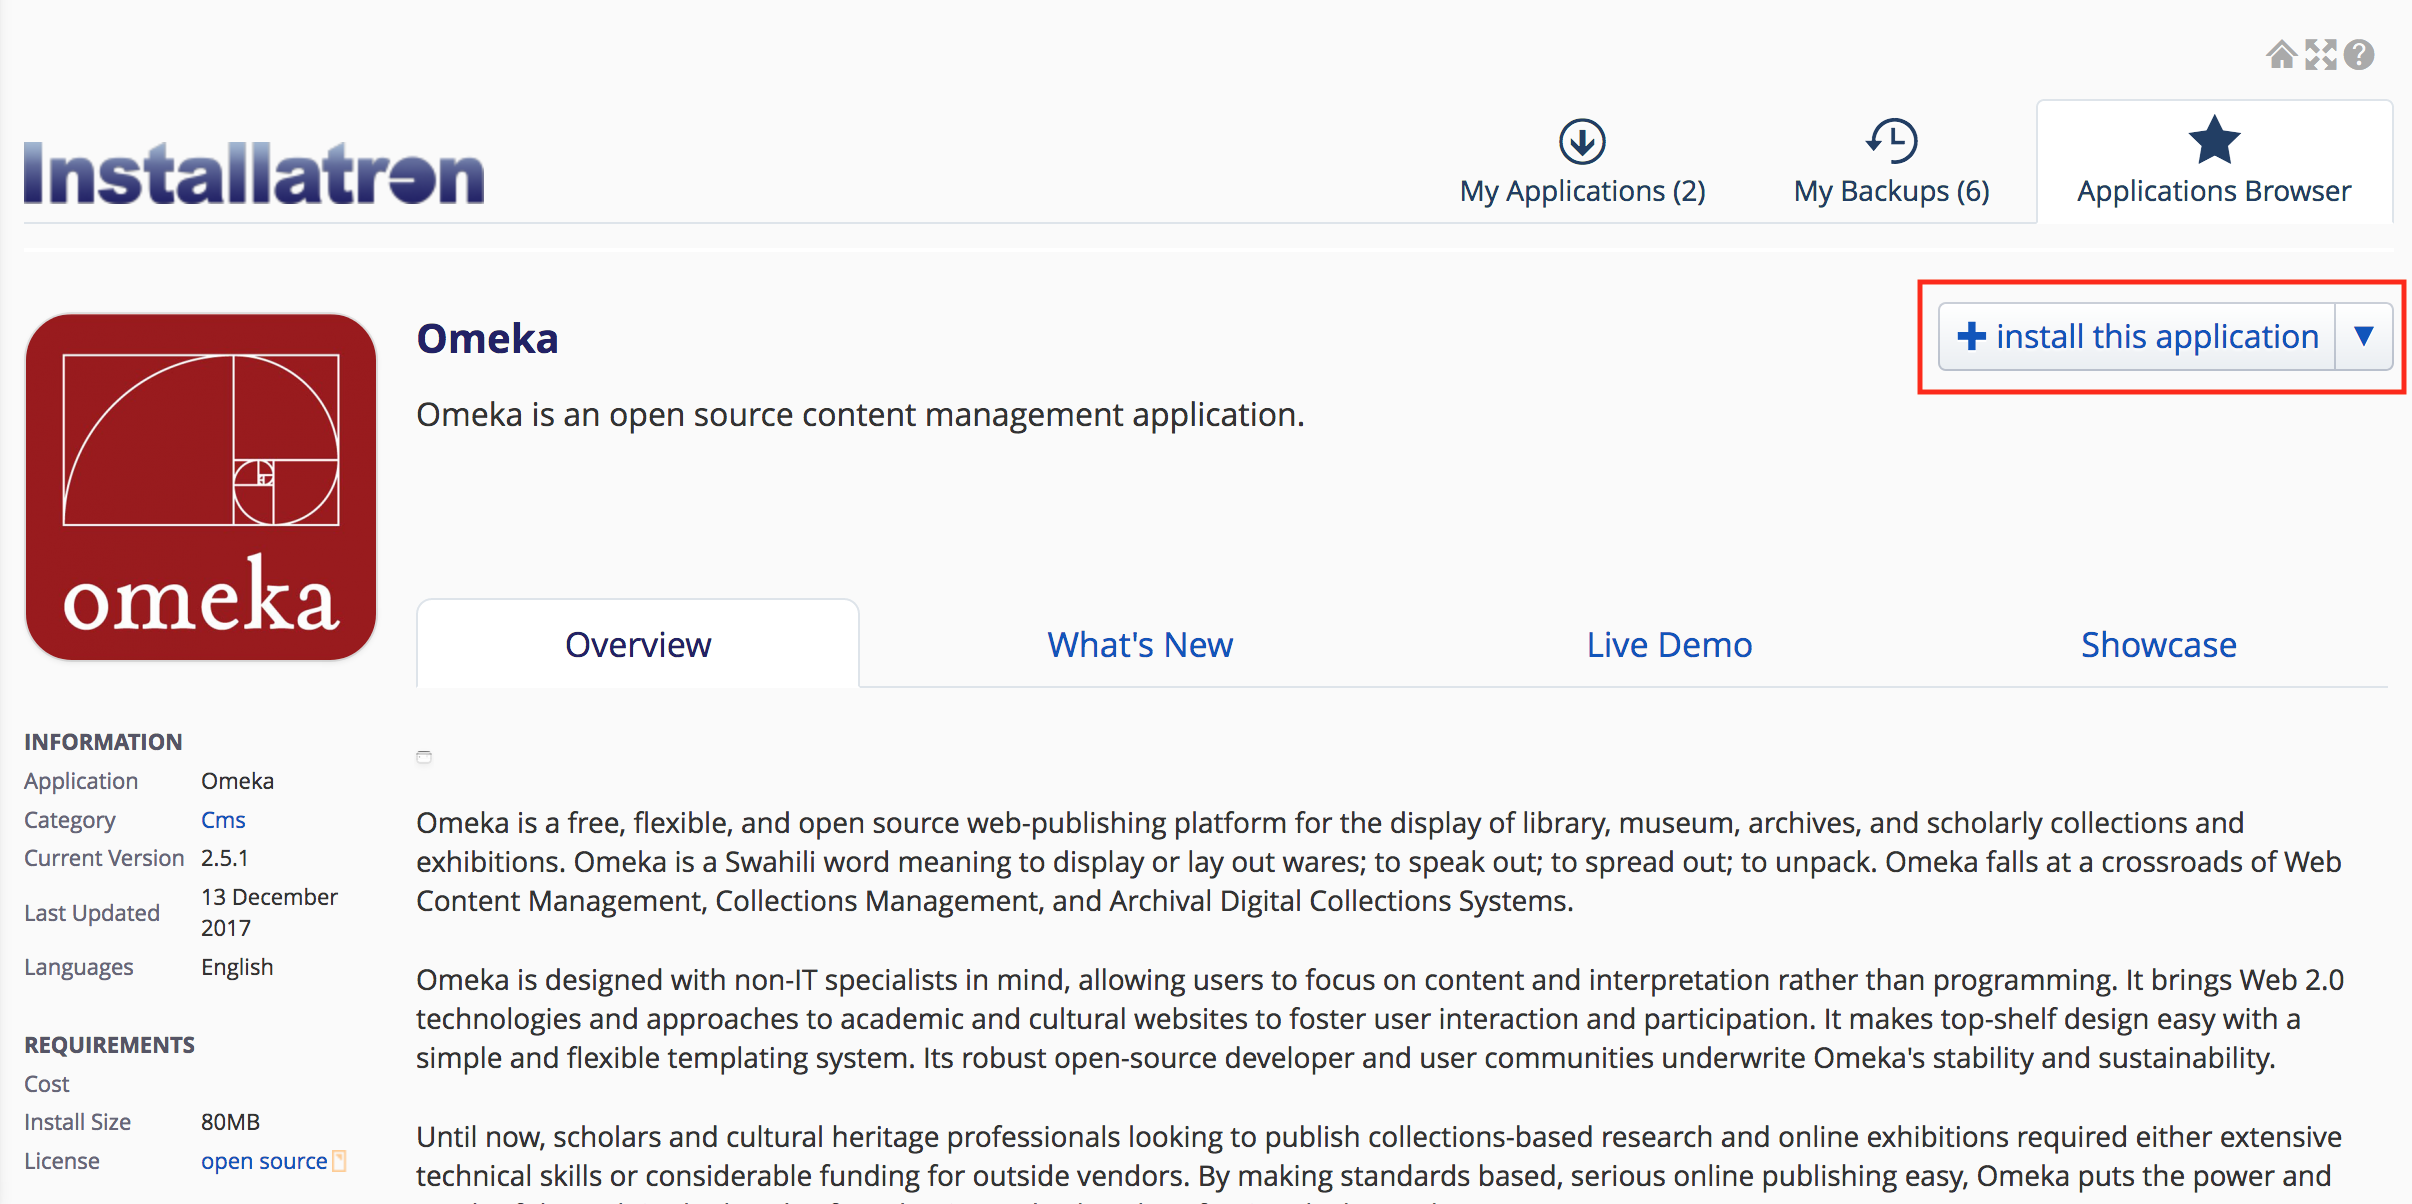 Installatron
My Applications (2)
My Backups (6)
Applications Browser
omeka
Omeka
install this application
Omeka is an open source content management application.
Overview
What's New
Live Demo
Showcase
INFORMATION
Application Omeka
Category Cms
Current Version 2.5.1
Last Updated 13 December
2017
Languages English
REQUIREMENTS
Cost
Install Size 80MB
License open source
Omeka is a free, flexible, and open source web-publishing platform for the display of library, museum, archives, and scholarly collections and
exhibitions. Omeka is a Swahili word meaning to display or lay out wares; to speak out; to spread out; to unpack. Omeka falls at a crossroads of Web
Content Management, Collections Management, and Archival Digital Collections Systems.
Omeka is designed with non-IT specialists in mind, allowing users to focus on content and interpretation rather than programming. It brings Web 2.0
technologies and approaches to academic and cultural websites to foster user interaction and participation. It makes top-shelf design easy with a
simple and flexible templating system. Its robust open-source developer and user communities underwrite Omeka's stability and sustainability.
Until now, scholars and cultural heritage professionals looking to publish collections-based research and online exhibitions required either extensive
technical skills or considerable funding for outside vendors. By making standards based, serious online publishing easy, Omeka puts the power and